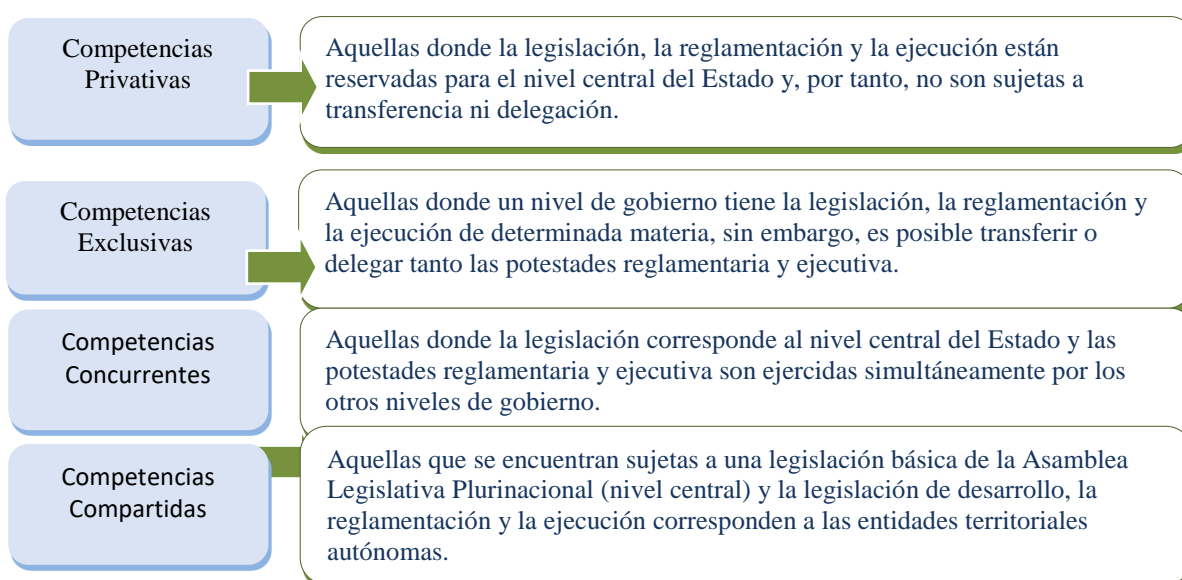 Competencias
Privativas
Aquellas donde la legislación, la reglamentación y la ejecución están
reservadas para el nivel central del Estado y, por tanto, no son sujetas a
transferencia ni delegación.
Competencias
Exclusivas
Aquellas donde un nivel de gobierno tiene la legislación, la reglamentación y
la ejecución de determinada materia, sin embargo, es posible transferir o
delegar tanto las potestades reglamentaria y ejecutiva.
Competencias
Concurrentes
Aquellas donde la legislación corresponde al nivel central del Estado y las
potestades reglamentaria y ejecutiva son ejercidas simultáneamente por los
otros niveles de gobierno.
Competencias
Compartidas
Aquellas que se encuentran sujetas a una legislación básica de la Asamblea
Legislativa Plurinacional (nivel central) y la legislación de desarrollo, la
reglamentación y la ejecución corresponden a las entidades territoriales
autónomas.